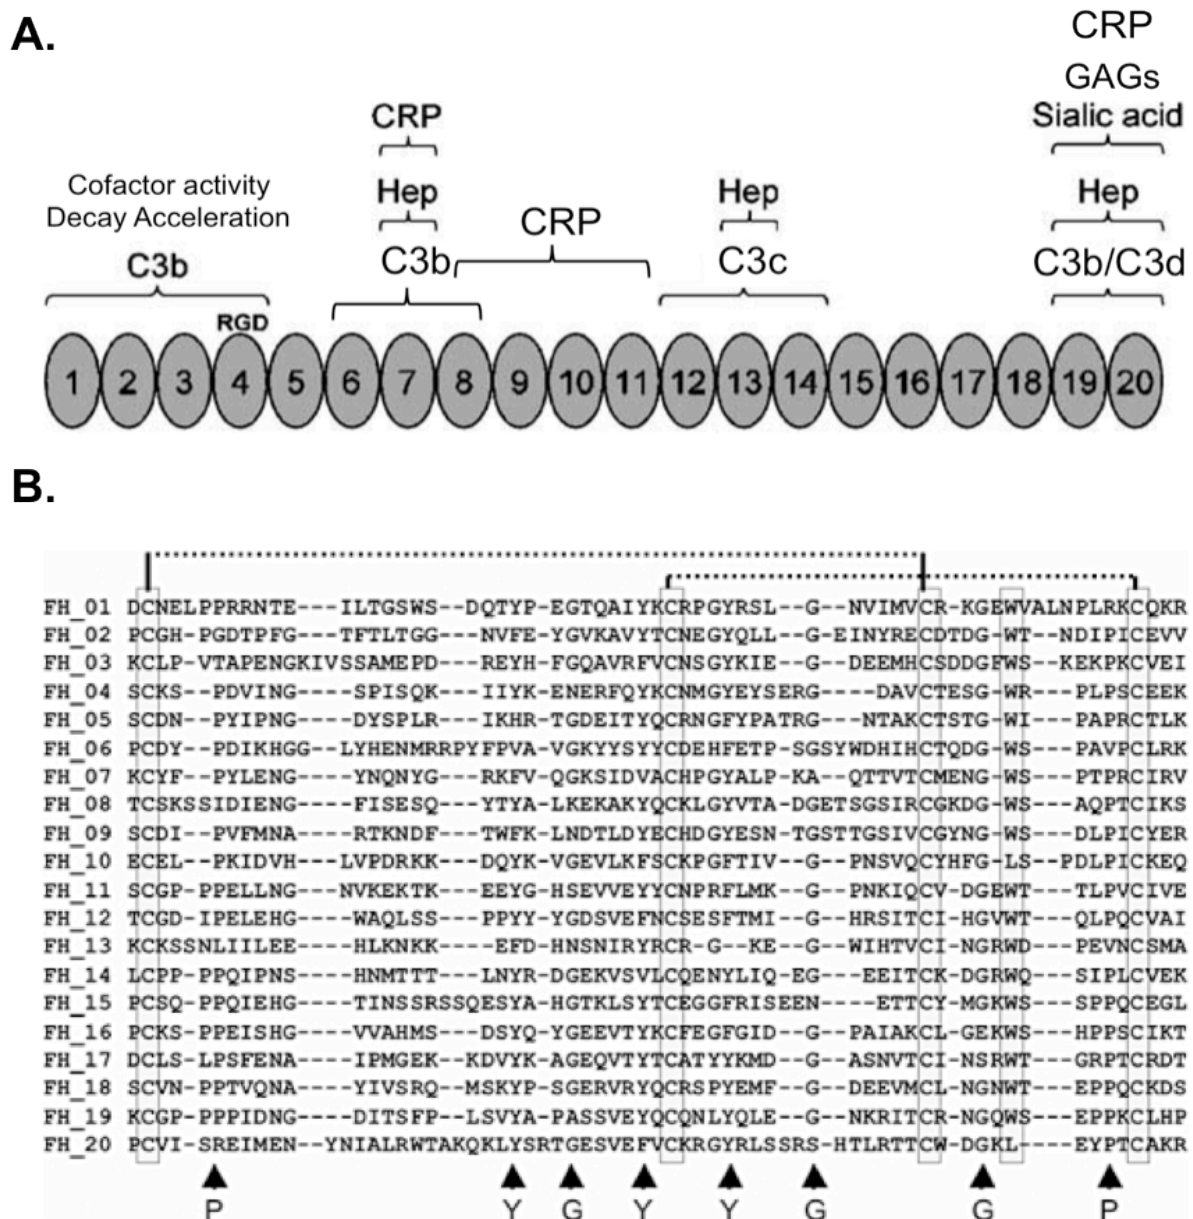 A.
CRP
GAGs
Sialic acid
CRP
Hep
Hep
Hep
Cofactor activity
Decay Acceleration
CRP
C3b
C3b
C3c
C3b/C3d
RGD
1 2 3 4 5 6 7 8 9 10 11 12 13 14 15 16 17 18 19 20
B.
FH_01 DCNELPPRRNTE---ILTGSWS--DQTYP-EGTQAIYKCRPGYRSL--G--NVIMVCR-KGEWVALNPLRKCQKR
FH_02 PCGH-PGDTPFG---TFTLTGG---NVFE-YGVKAVYTCNEGYQLL--G-EINYRECDTDG-WT--NDIPICEVV
FH_03 KCLP-VTAPENGKIVSSAMEPD---REYH-FGQAVRFVCNSGYKIE--G--DEEMHCSDDGFWS--KEKPKCVEI
FH_04 SCKS--PDVING----SPISQK---IIYK-ENERFQYKCNMGYEYSERG----DAVCTESG-WR---PLPSCEEK
FH_05 SCDN--PYIPNG----DYSPLR---IKHR-TGDEITYQCRNGFYPATRG---NTAKCTSTG-WI---PAPRCTLK
FH_06 PCDY--PDIKHGG---LYHENMRRPYFPVA-VGKYYSYYCDEHFETP-SGSYWDHIHCTQDG-WS---PAVPCLRK
FH_07 KCYF--PYLENG----YNQNYG---RKFV-QGKSIDVACHPGYALP-KA--QTTVTCMENG-WS---PTPRCIRV
FH_08 TCSKSSIDIENG----FISESQ---YTYA-LKEKAKYQCKLGYVTA-DGETSGSIRCGKDG-WS---AQPTCIKS
FH_09 SCDI--PVFMNA----RTKNDF---TWFK-LNDTLDYECHDGYESN-TGSTTGSIVCGYNG-WS---DLPICYER
FH_10 ECEL--PKIDVH---LVPDRKK---DQYK-VGEVLKFSCKPGFTIV--G--PNSVQCYHFG-LS--PDLPICKEQ
FH_11 SCGP-PPELLNG---NVKEKTK---EEYG-HSEVVEYYCNPRFLMK--G--PNKIQCV-DGEWT---TLPVCIVE
FH_12 TCGD-IPELEHG----WAQLSS---PPYY-YGDSVEFNCSESFTMI--G--HRSITCI-HGVWT---QLPQCVAI
FH_13 KCKSSNLIILEE----HLKNKK----EFD-HNSNIRYRCR-G--KE--G--WIHTVCI-NGRWD---PEVNCSMA
FH_14 LCPP-PPQIPNS----HNMTTT---LNYR-DGEKVSVLCQENYLIQ-EG---EEITCK-DGRWQ---SIPLCVEK
FH_15 PCSQ-PPQIEHG----TINSSRSSQESYA-HGTKLSYTCEGGFRISEEN----ETTCY-MGKWS---SPPQCEGL
FH_16 PCKS-PPEISHG----VVAHMS---DSYQ-YGEEVTYKCFEGFGID--G--PAIAKCL-GEKWS---HPPSCIKT
FH_17 DCLS-LPSFENA----IPMGEK--KDVYK-AGEQVTYTCATYYKMD--G--ASNVTCI-NSRWT---GRPTCRDT
FH_18 SCVN-PPTVQNA----YIVSRQ--MSKYP-SGERVRYQCRSPYEMF--G--DEEVMCL-NGNWT---EPPQCKDS
FH_19 KCGP-PPPIDNG----DITSFP--LSVYA-PASSVEYQCQNLYQLE--G--NKRITCR-NGQWS---EPPKCLHP
FH_20 PCVI-SREIMEN---YNIALRWTAKQKLYSRTGESVEFVCKRGYRLSSRS-HTLRTTCW-DGKL----EYPTCAKR
P Y G Y Y G G P